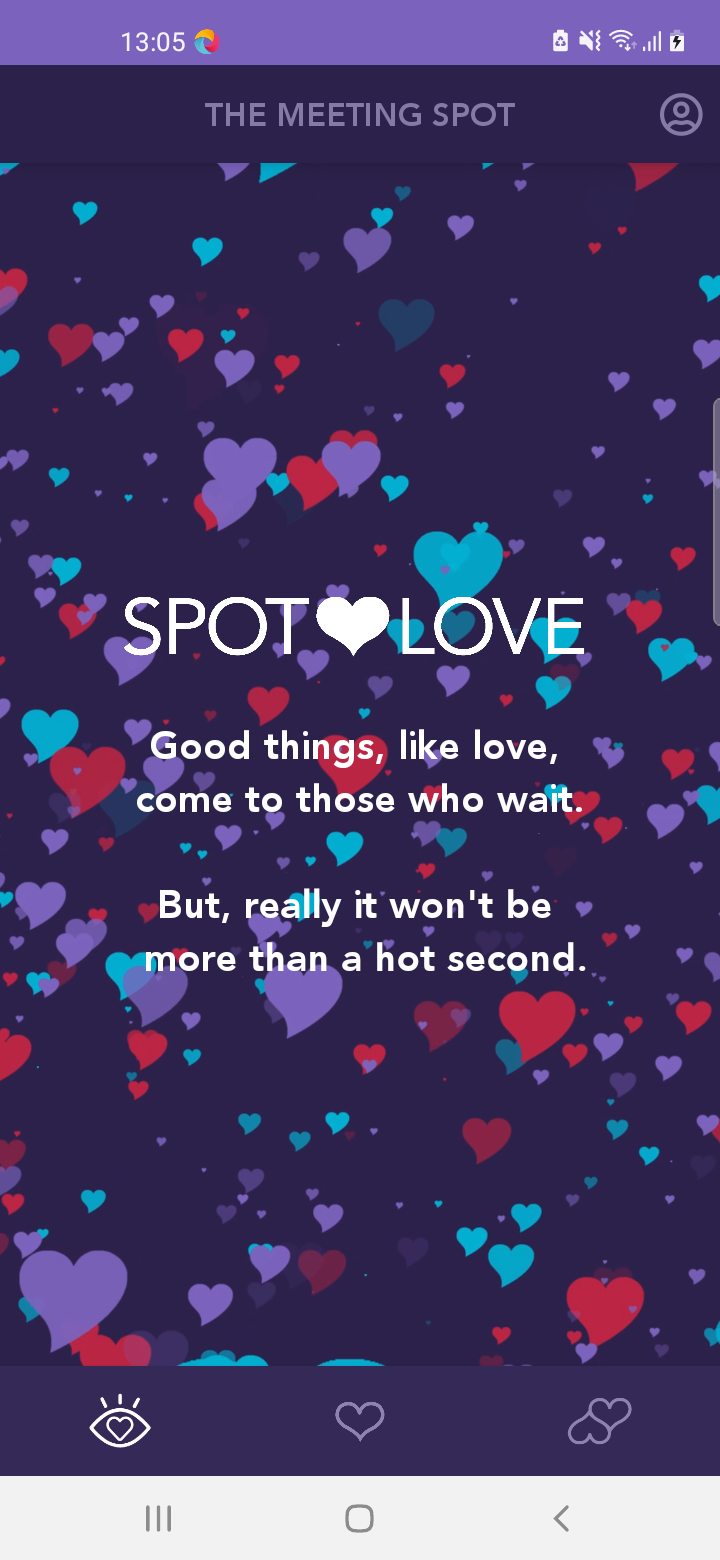 13:05
THE MEETING SPOT
SPOT LOVE
Good things, like love,
come to those who wait.
But, really it won't be
more than a hot second.